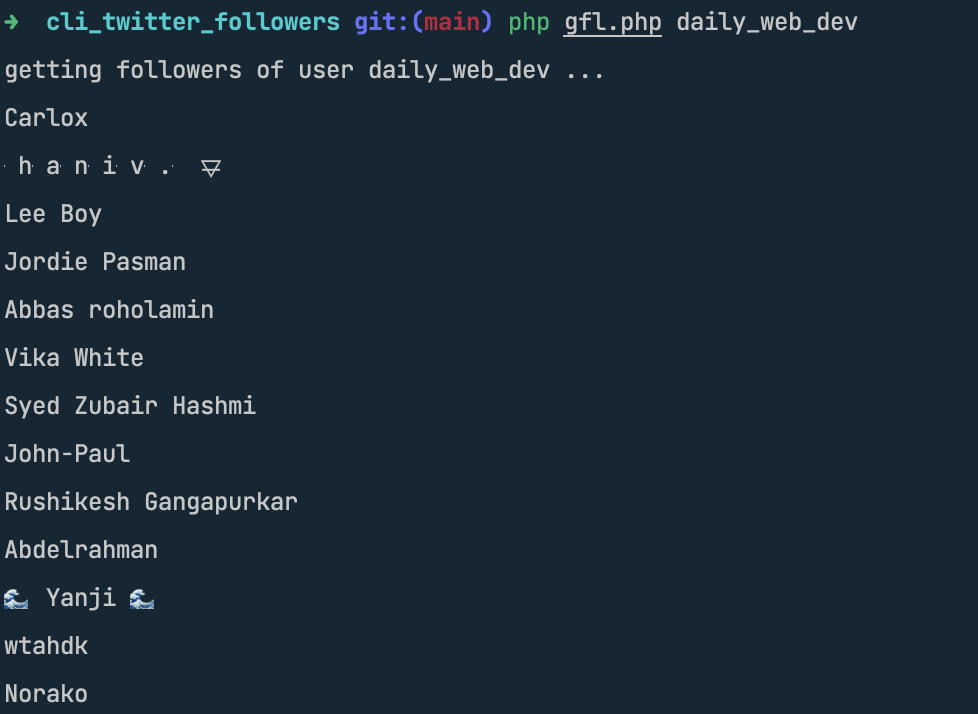 ➜ cli_twitter_followers git:(main) php gfl.php daily_web_dev
getting followers of user daily_web_dev ...
Carlox
· h· a· n· i· v· .· 🜄
Lee Boy
Jordie Pasman
Abbas roholamin
Vika White
Syed Zubair Hashmi
John-Paul
Rushikesh Gangapurkar
Abdelrahman
🌊 Yanji 🌊
wtahdk
Norako